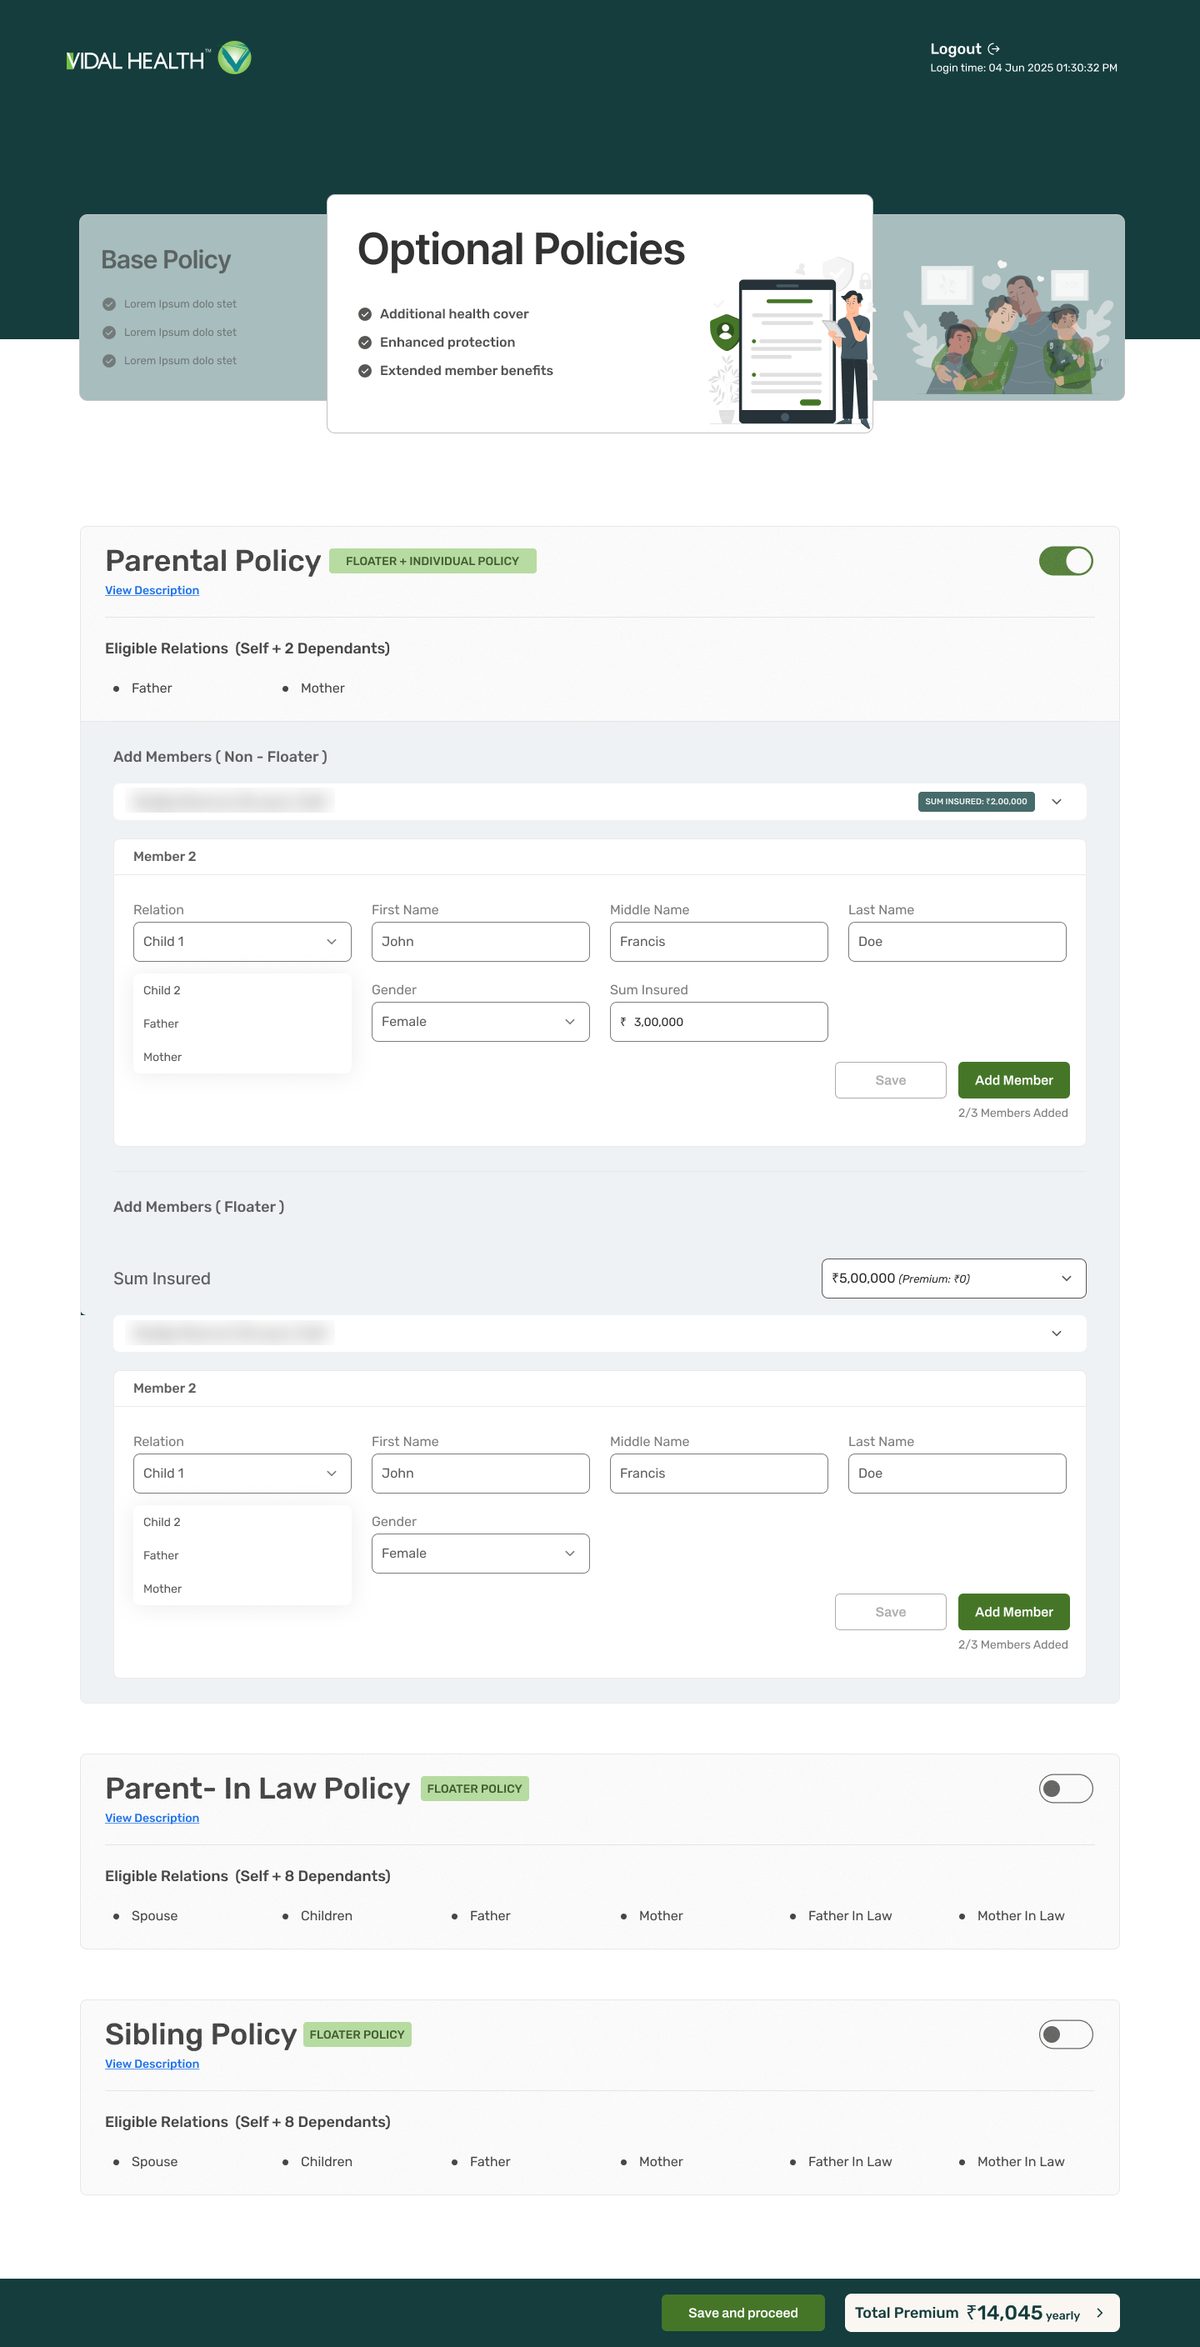 VIDAL HEALTH™
Logout
Login time: 04 Jun 2025 01:30:32 PM
Base Policy
Lorem Ipsum dolo stet
Lorem Ipsum dolo stet
Lorem Ipsum dolo stet
Optional Policies
Additional health cover
Enhanced protection
Extended member benefits
Parental Policy
FLOATER + INDIVIDUAL POLICY
View Description
Eligible Relations (Self + 2 Dependants)
Father
Mother
Add Members ( Non - Floater )
SUM INSURED: ₹2,00,000
Member 2
Relation
First Name
Middle Name
Last Name
Child 1
John
Francis
Doe
Child 2
Father
Mother
Gender
Sum Insured
Female
₹ 3,00,000
Save
Add Member
2/3 Members Added
Add Members ( Floater )
Sum Insured
₹5,00,000 (Premium: ₹0)
Member 2
Relation
First Name
Middle Name
Last Name
Child 1
John
Francis
Doe
Child 2
Father
Mother
Gender
Female
Save
Add Member
2/3 Members Added
Parent- In Law Policy
FLOATER POLICY
View Description
Eligible Relations (Self + 8 Dependants)
Spouse
Children
Father
Mother
Father In Law
Mother In Law
Sibling Policy
FLOATER POLICY
View Description
Eligible Relations (Self + 8 Dependants)
Spouse
Children
Father
Mother
Father In Law
Mother In Law
Save and proceed
Total Premium ₹14,045 yearly